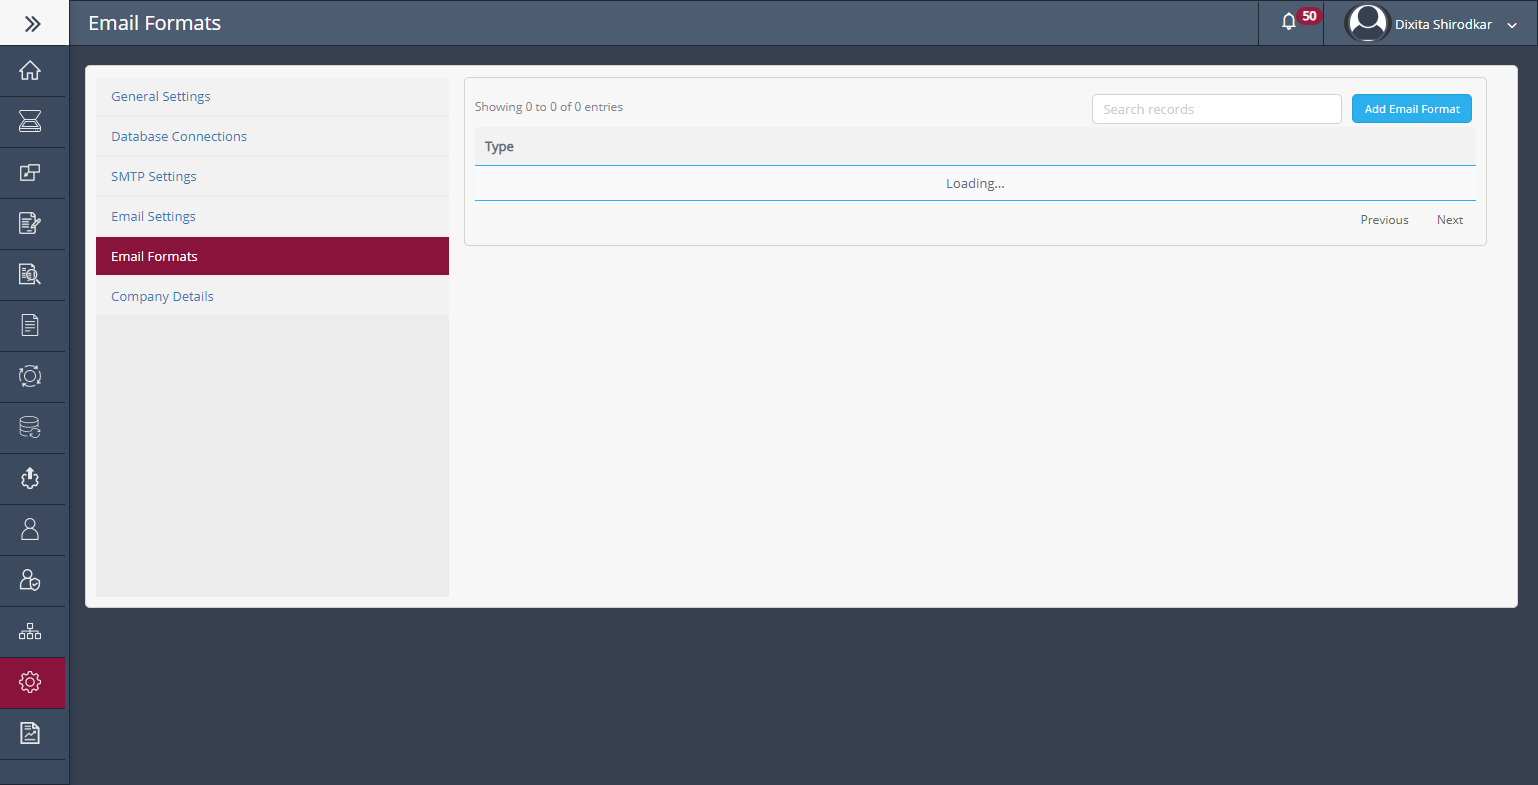 Email Formats
50
Dixita Shirodkar
General Settings
Database Connections
SMTP Settings
Email Settings
Email Formats
Company Details
Showing 0 to 0 of 0 entries
Search records
Add Email Format
Type
Loading...
Previous
Next